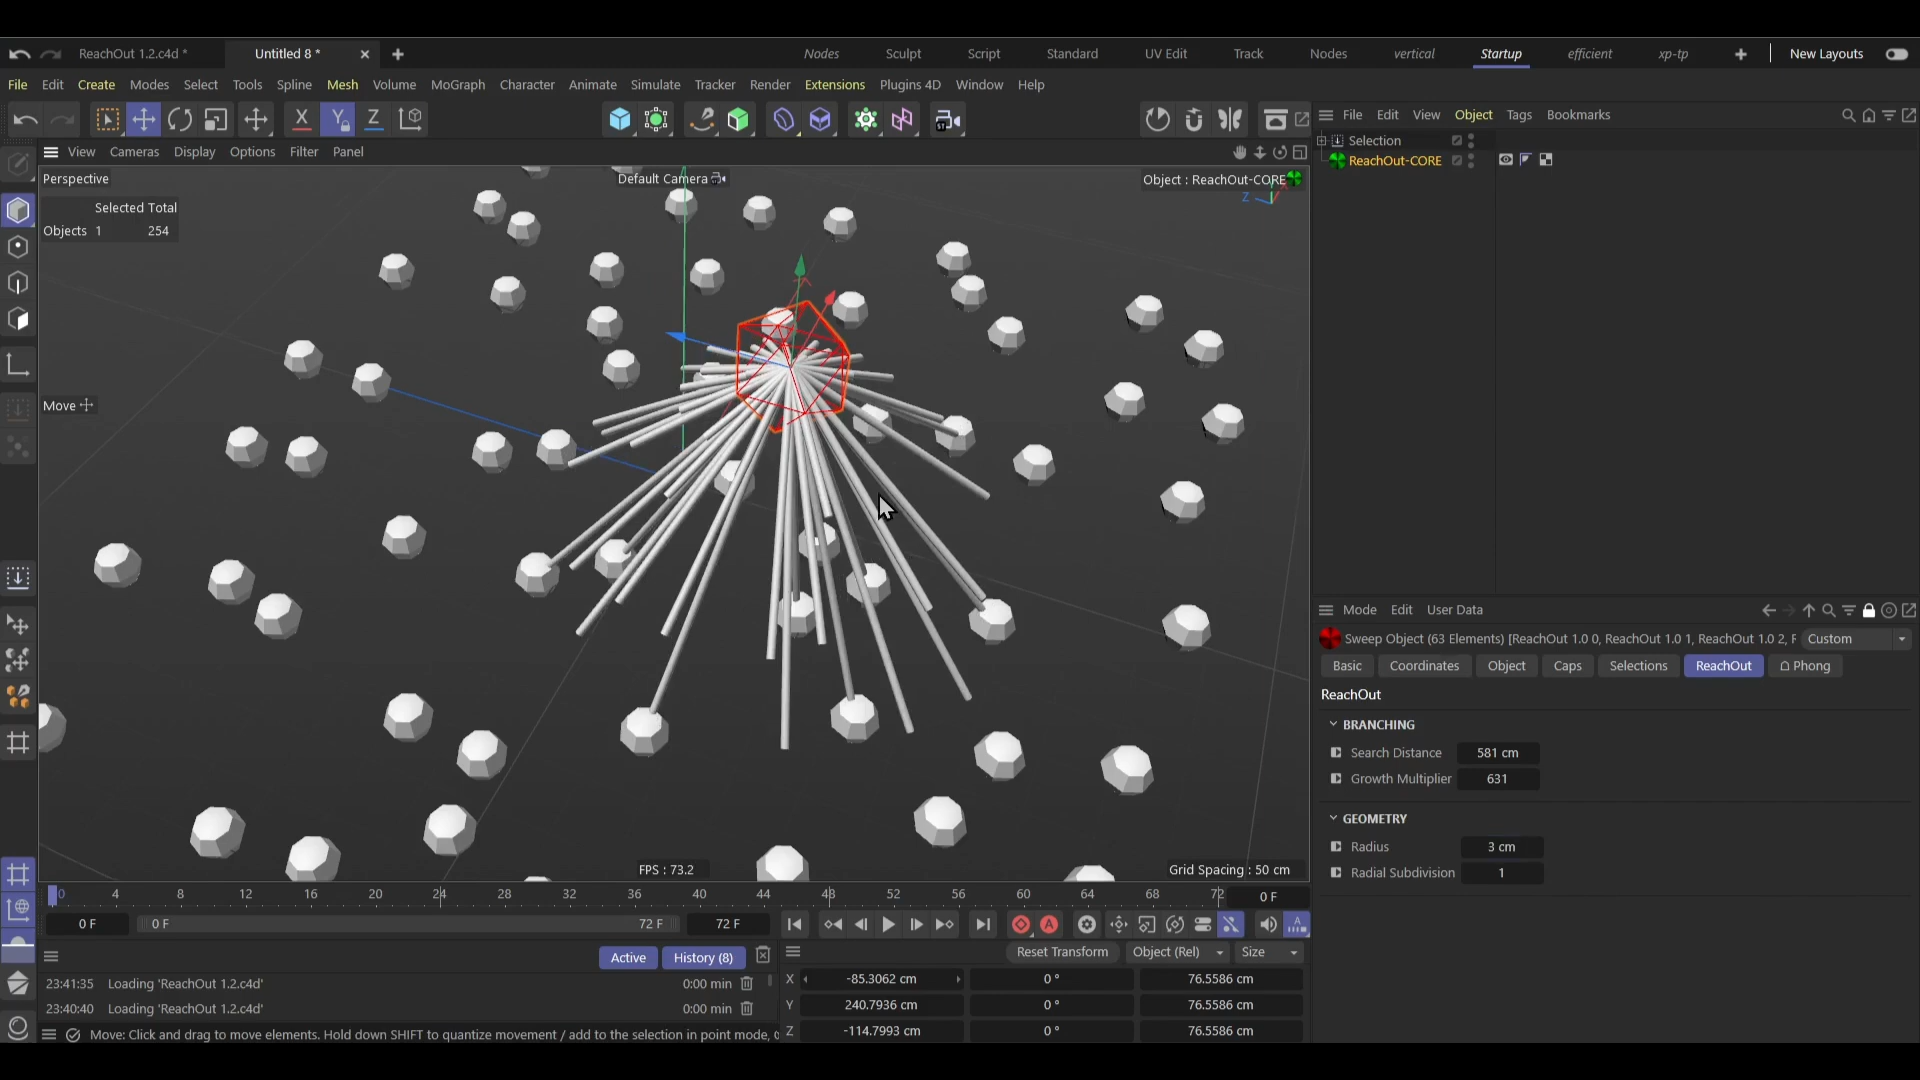 ReachOut 1.2.c4d *
Untitled 8 *
Nodes Sculpt Script Standard UV Edit Track Nodes vertical Startup efficient xp-tp New Layouts
File Edit Create Modes Select Tools Spline Mesh Volume MoGraph Character Animate Simulate Tracker Render Extensions Plugins 4D Window Help
X Y Z
File Edit View Object Tags Bookmarks
View Cameras Display Options Filter Panel
Selection
ReachOut-CORE
Perspective
Default Camera
Object : ReachOut-CORE
Z
Selected Total
Objects 1 254
Move
FPS : 73.2
Grid Spacing : 50 cm
Mode Edit User Data
Sweep Object (63 Elements) [ReachOut 1.0 0, ReachOut 1.0 1, ReachOut 1.0 2, F
Custom
Basic Coordinates Object Caps Selections ReachOut Phong
ReachOut
BRANCHING
Search Distance 581 cm
Growth Multiplier 631
GEOMETRY
Radius 3 cm
Radial Subdivision 1
0 4 8 12 16 20 24 28 32 36 40 44 48 52 56 60 64 68 72 0 F
0 F 0 F 72 F 72 F
Active History (8)
Reset Transform Object (Rel) Size
23:41:35 Loading 'ReachOut 1.2.c4d' 0:00 min
23:40:40 Loading 'ReachOut 1.2.c4d' 0:00 min
X -85.3062 cm 0 ° 76.5586 cm
Y 240.7936 cm 0 ° 76.5586 cm
Z -114.7993 cm 0 ° 76.5586 cm
Move: Click and drag to move elements. Hold down SHIFT to quantize movement / add to the selection in point mode,